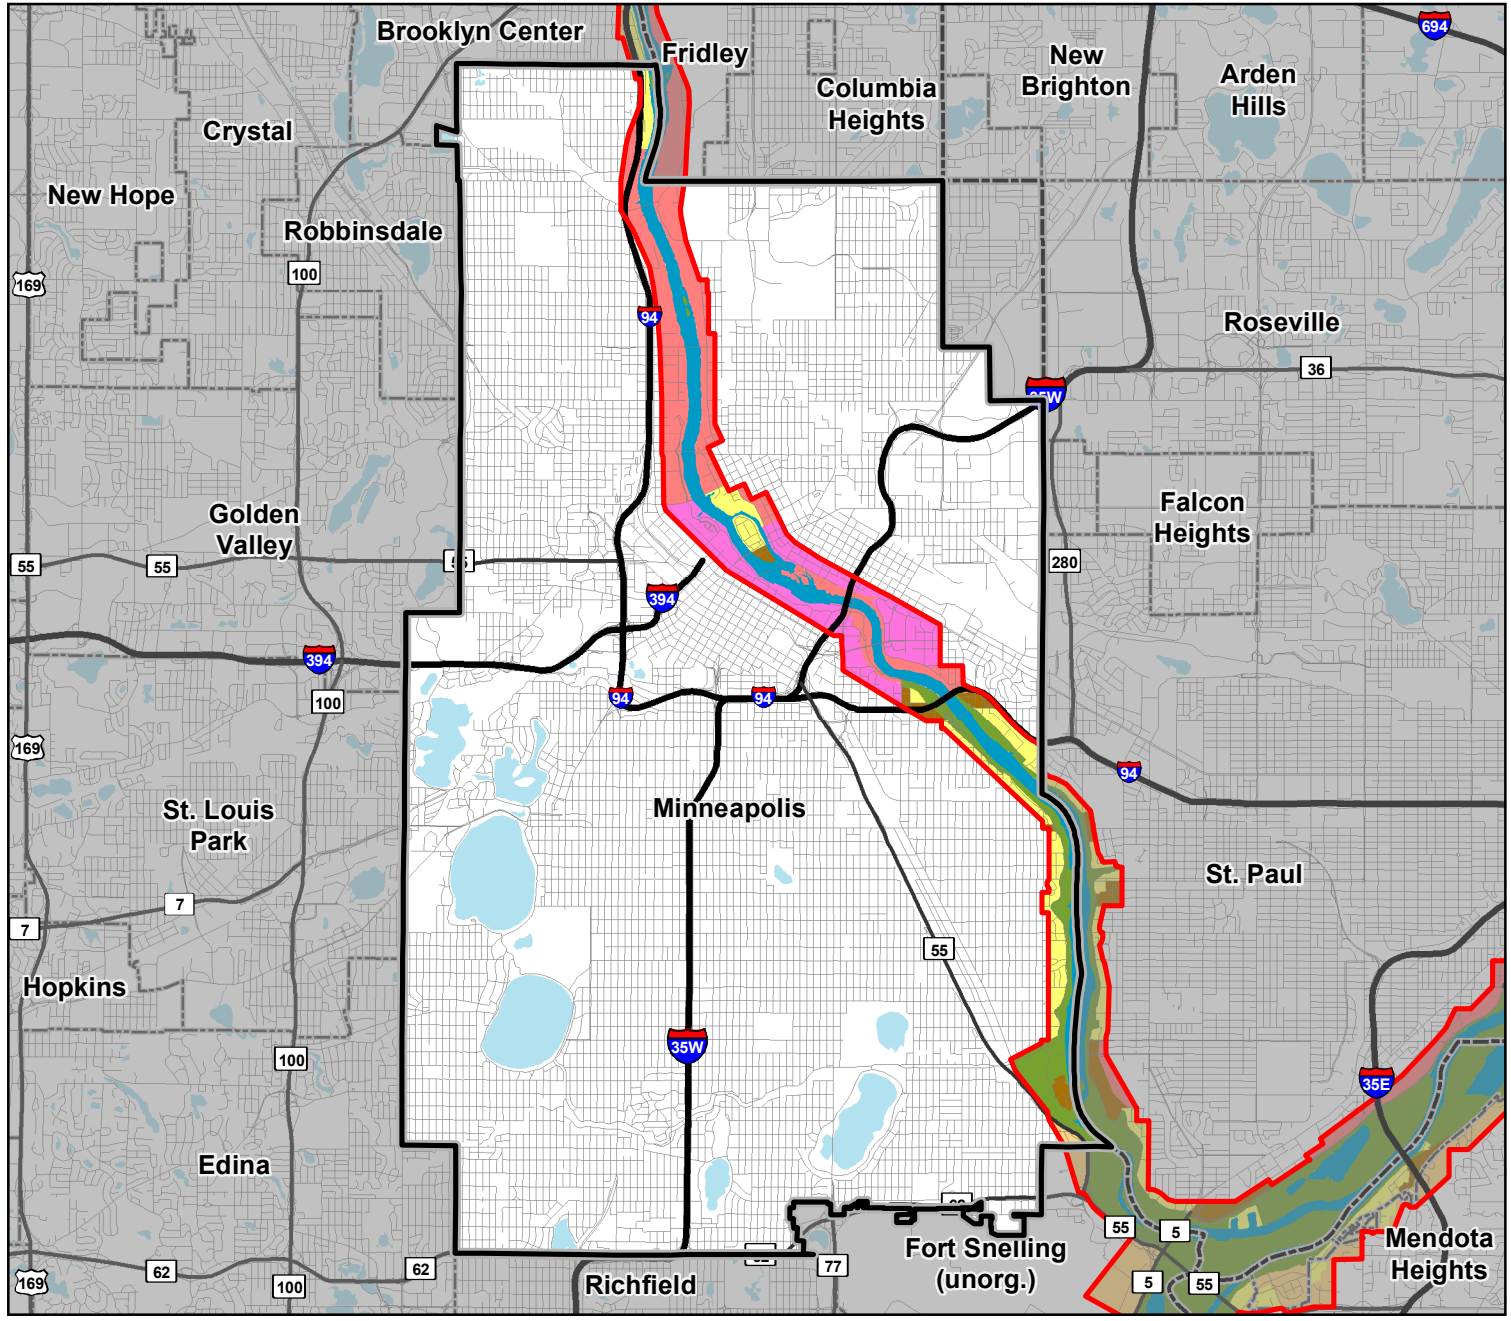 Brooklyn Center
Fridley
694
New
Brighton
Arden
Hills
Columbia
Heights
Crystal
New Hope
Robbinsdale
100
169
94
Roseville
36
35W
Golden
Valley
Falcon
Heights
55
55
55
280
394
394
100
94
94
169
94
Minneapolis
St. Louis
Park
St. Paul
7
7
55
Hopkins
35W
100
35E
Edina
55
5
Fort Snelling
(unorg.)
Mendota
Heights
62
62
77
169
100
Richfield
5
55